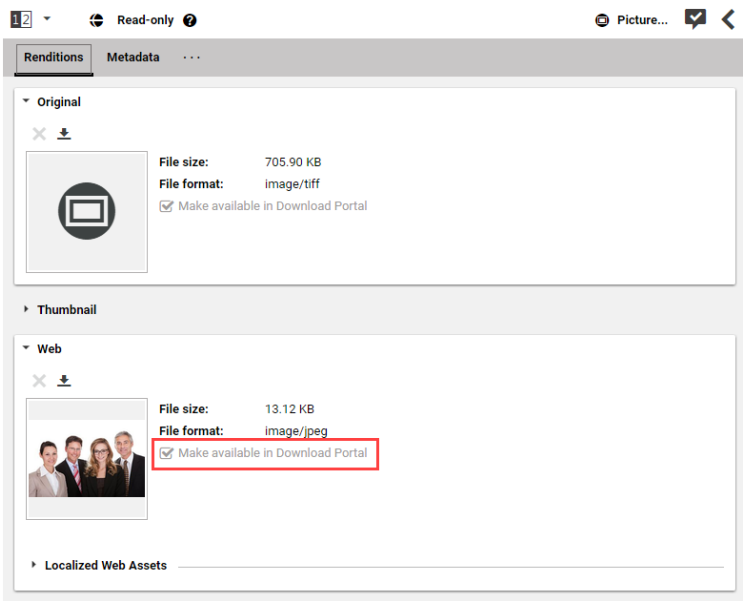 12 Read-only ? Picture...
Renditions Metadata ...
Original
File size: 705.90 KB
File format: image/tiff
Make available in Download Portal
Thumbnail
Web
File size: 13.12 KB
File format: image/jpeg
Make available in Download Portal
Localized Web Assets